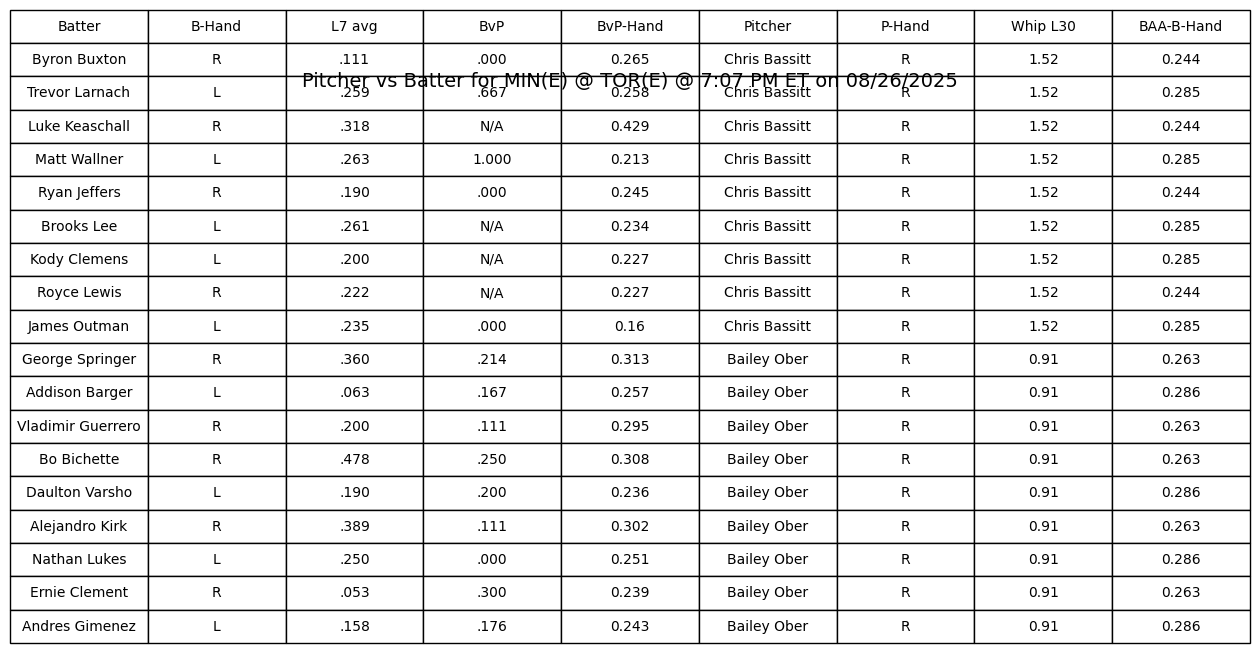 Batter B-Hand L7 avg BvP BvP-Hand Pitcher P-Hand Whip L30 BAA-B-Hand
Byron Buxton R .111 .000 0.265 Chris Bassitt R 1.52 0.244
Pitcher vs Batter for MIN(E) @ TOR(E) @ 7:07 PM ET on 08/26/2025
Trevor Larnach L .259 .667 0.258 Chris Bassitt R 1.52 0.285
Luke Keaschall R .318 N/A 0.429 Chris Bassitt R 1.52 0.244
Matt Wallner L .263 1.000 0.213 Chris Bassitt R 1.52 0.285
Ryan Jeffers R .190 .000 0.245 Chris Bassitt R 1.52 0.244
Brooks Lee L .261 N/A 0.234 Chris Bassitt R 1.52 0.285
Kody Clemens L .200 N/A 0.227 Chris Bassitt R 1.52 0.285
Royce Lewis R .222 N/A 0.227 Chris Bassitt R 1.52 0.244
James Outman L .235 .000 0.16 Chris Bassitt R 1.52 0.285
George Springer R .360 .214 0.313 Bailey Ober R 0.91 0.263
Addison Barger L .063 .167 0.257 Bailey Ober R 0.91 0.286
Vladimir Guerrero R .200 .111 0.295 Bailey Ober R 0.91 0.263
Bo Bichette R .478 .250 0.308 Bailey Ober R 0.91 0.263
Daulton Varsho L .190 .200 0.236 Bailey Ober R 0.91 0.286
Alejandro Kirk R .389 .111 0.302 Bailey Ober R 0.91 0.263
Nathan Lukes L .250 .000 0.251 Bailey Ober R 0.91 0.286
Ernie Clement R .053 .300 0.239 Bailey Ober R 0.91 0.263
Andres Gimenez L .158 .176 0.243 Bailey Ober R 0.91 0.286